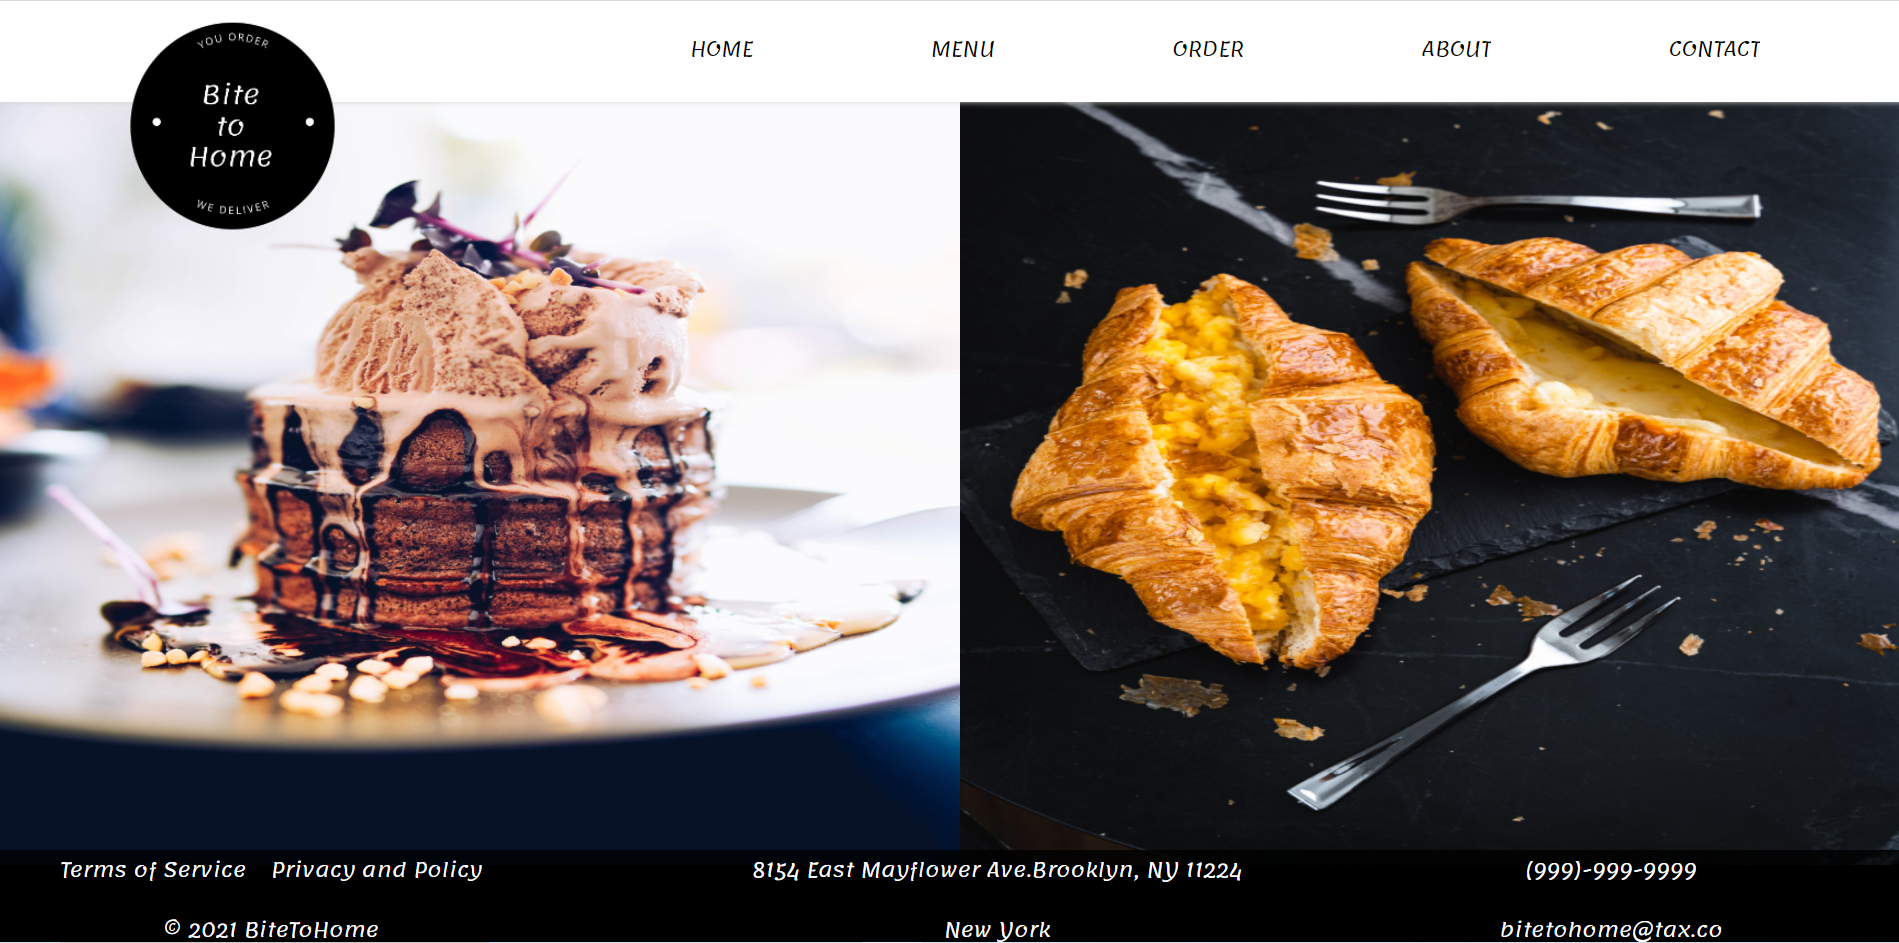 YOU ORDER
Bite
to
Home
WE DELIVER
HOME MENU ORDER ABOUT CONTACT
Terms of Service Privacy and Policy
© 2021 BiteToHome
8154 East Mayflower Ave.Brooklyn, NY 11224
New York
(999)-999-9999
bitetohome@tax.co